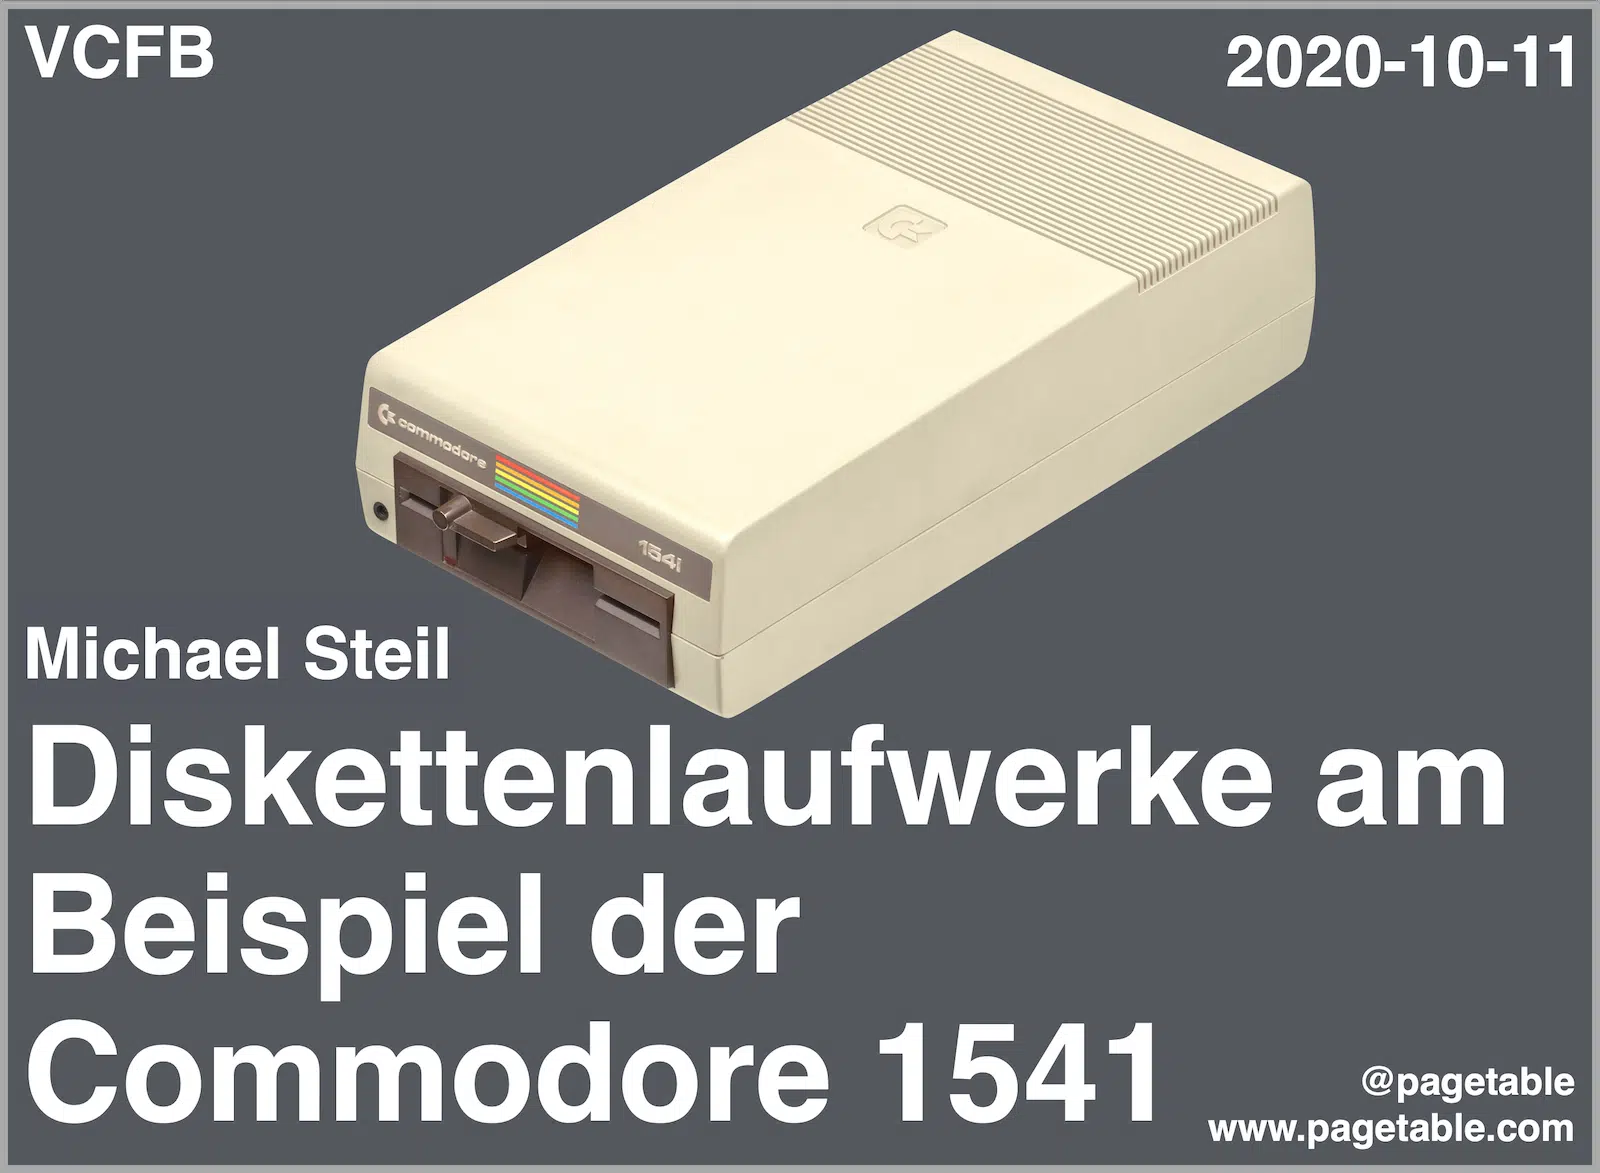 VCFB
2020-10-11
commodore
1541
Michael Steil
Diskettenlaufwerke am
Beispiel der
Commodore 1541
@pagetable
www.pagetable.com